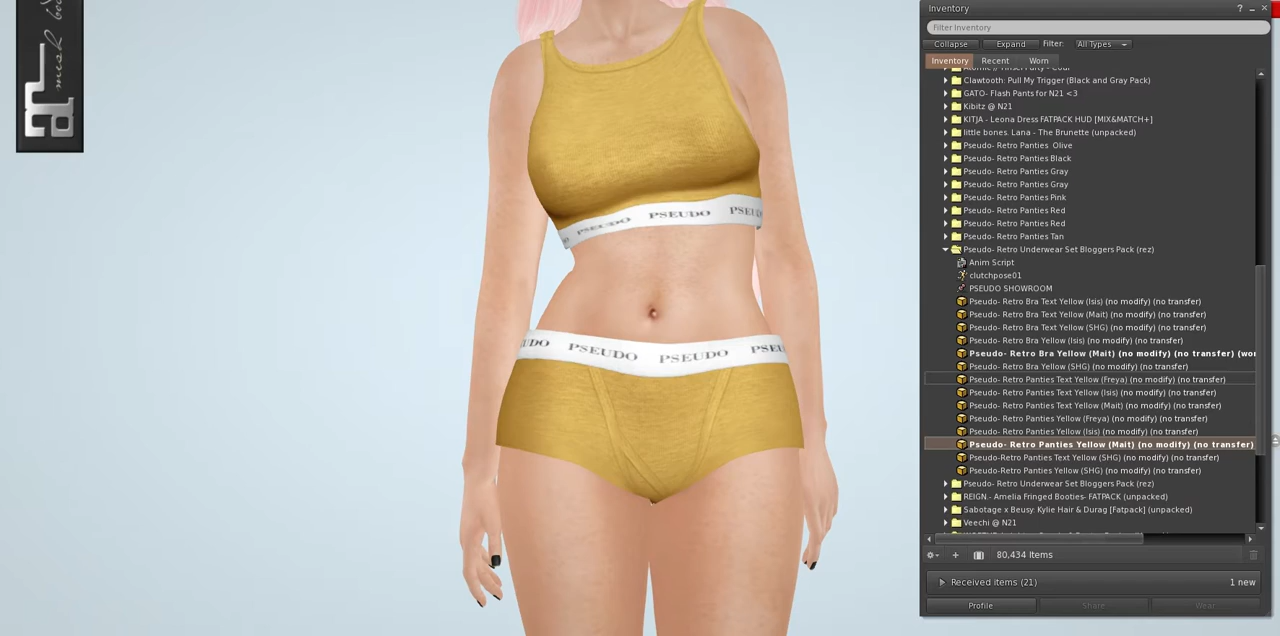 mesh
Inventory
? _ ×
Filter Inventory
Collapse Expand Filter: All Types
Inventory Recent Worn
Clawtooth: Pull My Trigger (Black and Gray Pack)
GATO- Flash Pants for N21 <3
Kibitz @ N21
KITJA - Leona Dress FATPACK HUD [MIX&MATCH+]
little bones. Lana - The Brunette (unpacked)
Pseudo- Retro Panties Olive
Pseudo- Retro Panties Black
Pseudo- Retro Panties Gray
Pseudo- Retro Panties Gray
Pseudo- Retro Panties Pink
Pseudo- Retro Panties Red
Pseudo- Retro Panties Red
Pseudo- Retro Panties Tan
Pseudo- Retro Underwear Set Bloggers Pack (rez)
Anim Script
clutchpose01
PSEUDO SHOWROOM
Pseudo- Retro Bra Text Yellow (Isis) (no modify) (no transfer)
Pseudo- Retro Bra Text Yellow (Mait) (no modify) (no transfer)
Pseudo- Retro Bra Text Yellow (SHG) (no modify) (no transfer)
Pseudo- Retro Bra Yellow (Isis) (no modify) (no transfer)
Pseudo- Retro Bra Yellow (Mait) (no modify) (no transfer) (wor
Pseudo- Retro Bra Yellow (SHG) (no modify) (no transfer)
Pseudo- Retro Panties Text Yellow (Freya) (no modify) (no transfer)
Pseudo- Retro Panties Text Yellow (Isis) (no modify) (no transfer)
Pseudo- Retro Panties Text Yellow (Mait) (no modify) (no transfer)
Pseudo- Retro Panties Yellow (Freya) (no modify) (no transfer)
Pseudo- Retro Panties Yellow (Isis) (no modify) (no transfer)
Pseudo- Retro Panties Yellow (Mait) (no modify) (no transfer)
Pseudo-Retro Panties Text Yellow (SHG) (no modify) (no transfer)
Pseudo-Retro Panties Yellow (SHG) (no modify) (no transfer)
Pseudo- Retro Underwear Set Bloggers Pack (rez)
REIGN.- Amelia Fringed Booties- FATPACK (unpacked)
Sabotage x Beusy: Kylie Hair & Durag [Fatpack] (unpacked)
Veechi @ N21
80,434 Items
Received items (21) 1 new
Profile Share Wear
PSEUDO PSEUDO PSEUD
UDO PSEUDO PSEUDO PSEU